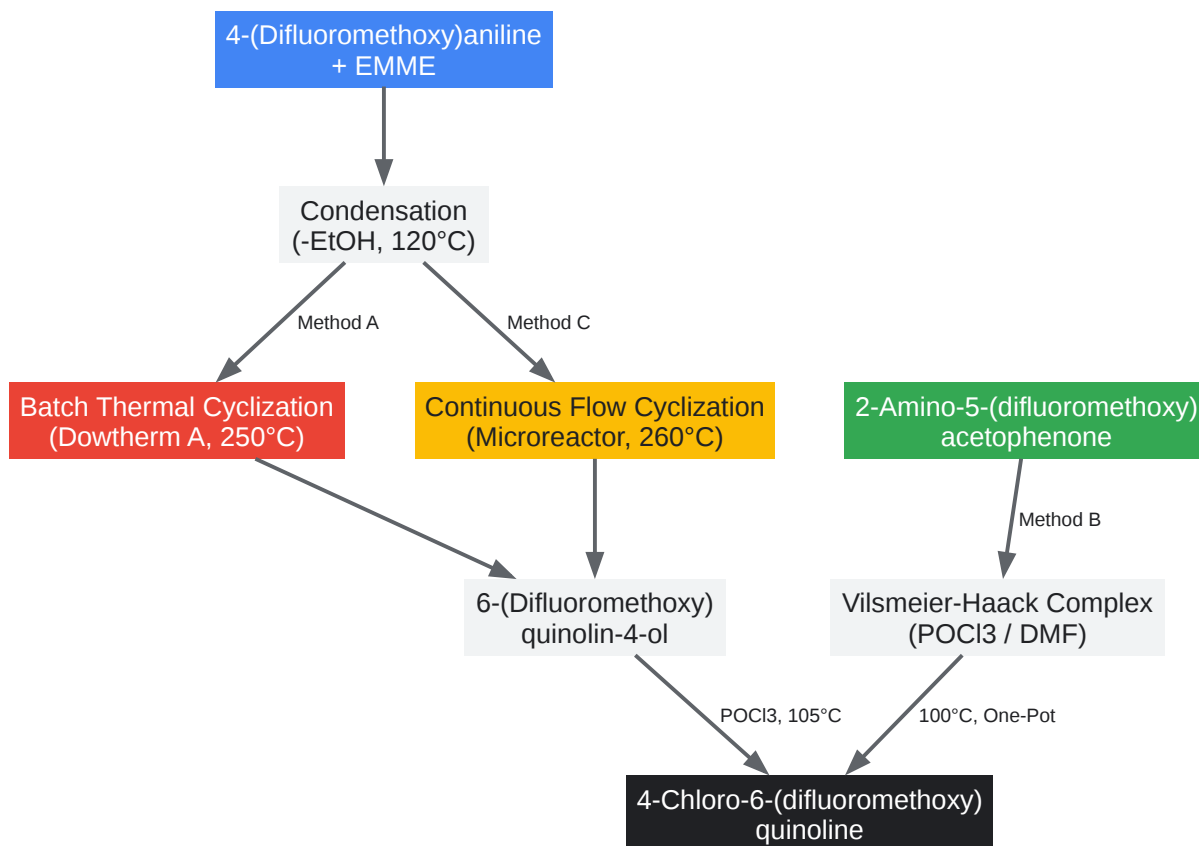 4-(Difluoromethoxy)aniline
+ EMME
Condensation
(-EtOH, 120°C)
Method A
Method C
Batch Thermal Cyclization
(Dowtherm A, 250°C)
Continuous Flow Cyclization
(Microreactor, 260°C)
2-Amino-5-(difluoromethoxy)
acetophenone
Method B
6-(Difluoromethoxy)
quinolin-4-ol
Vilsmeier-Haack Complex
(POCl3 / DMF)
POCl3, 105°C
100°C, One-Pot
4-Chloro-6-(difluoromethoxy)
quinoline